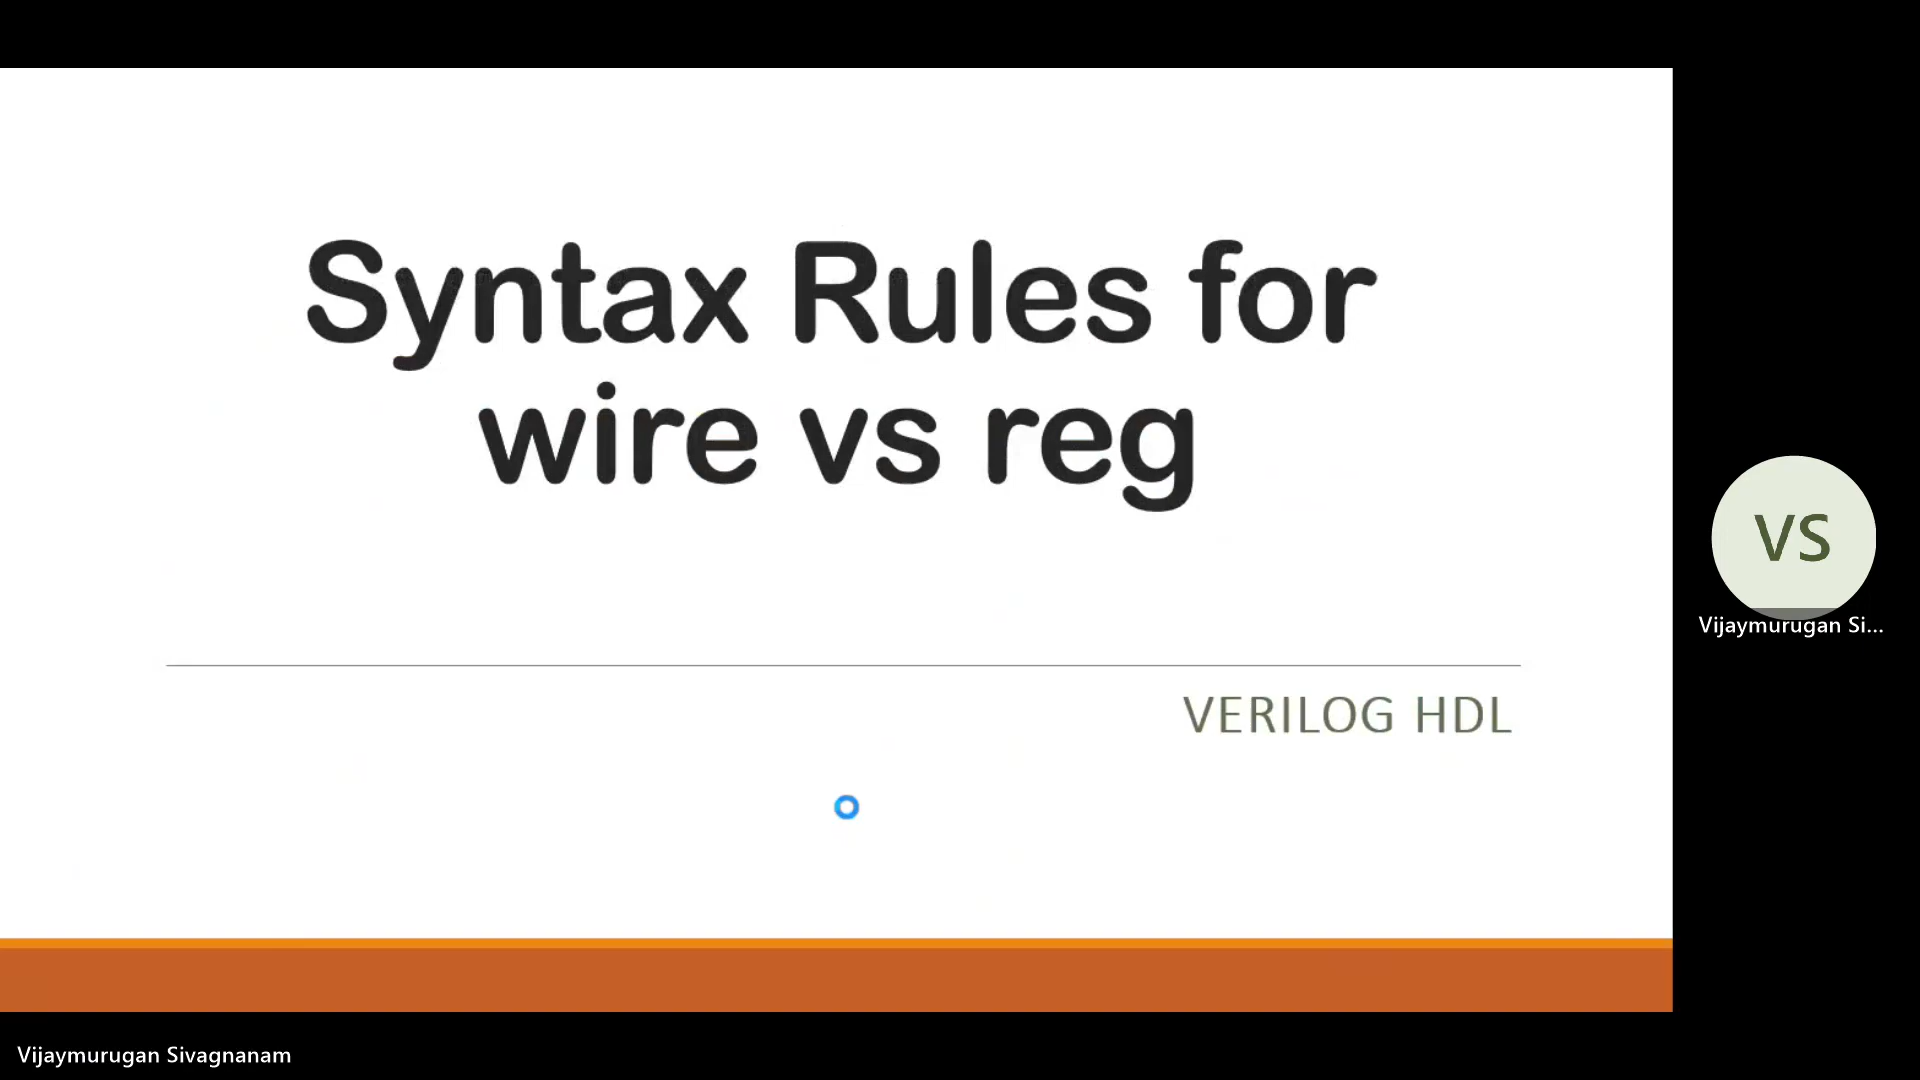 Syntax Rules for
wire vs reg
VERILOG HDL
VS
Vijaymurugan Si...
Vijaymurugan Sivagnanam